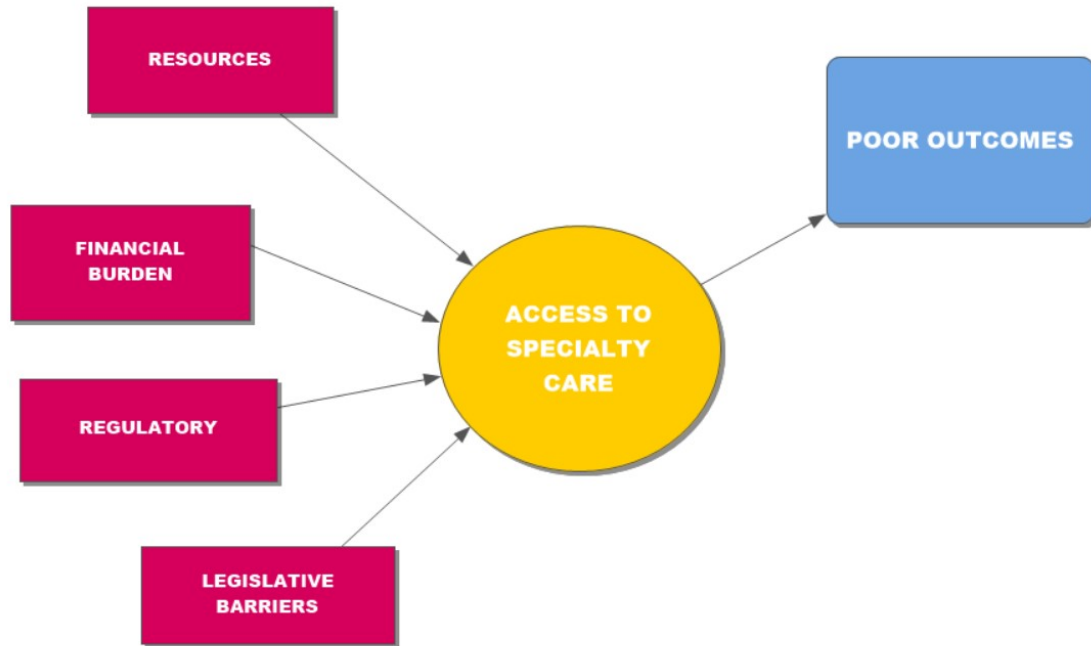 RESOURCES
FINANCIAL
BURDEN
REGULATORY
LEGISLATIVE
BARRIERS
ACCESS TO
SPECIALTY
CARE
POOR OUTCOMES